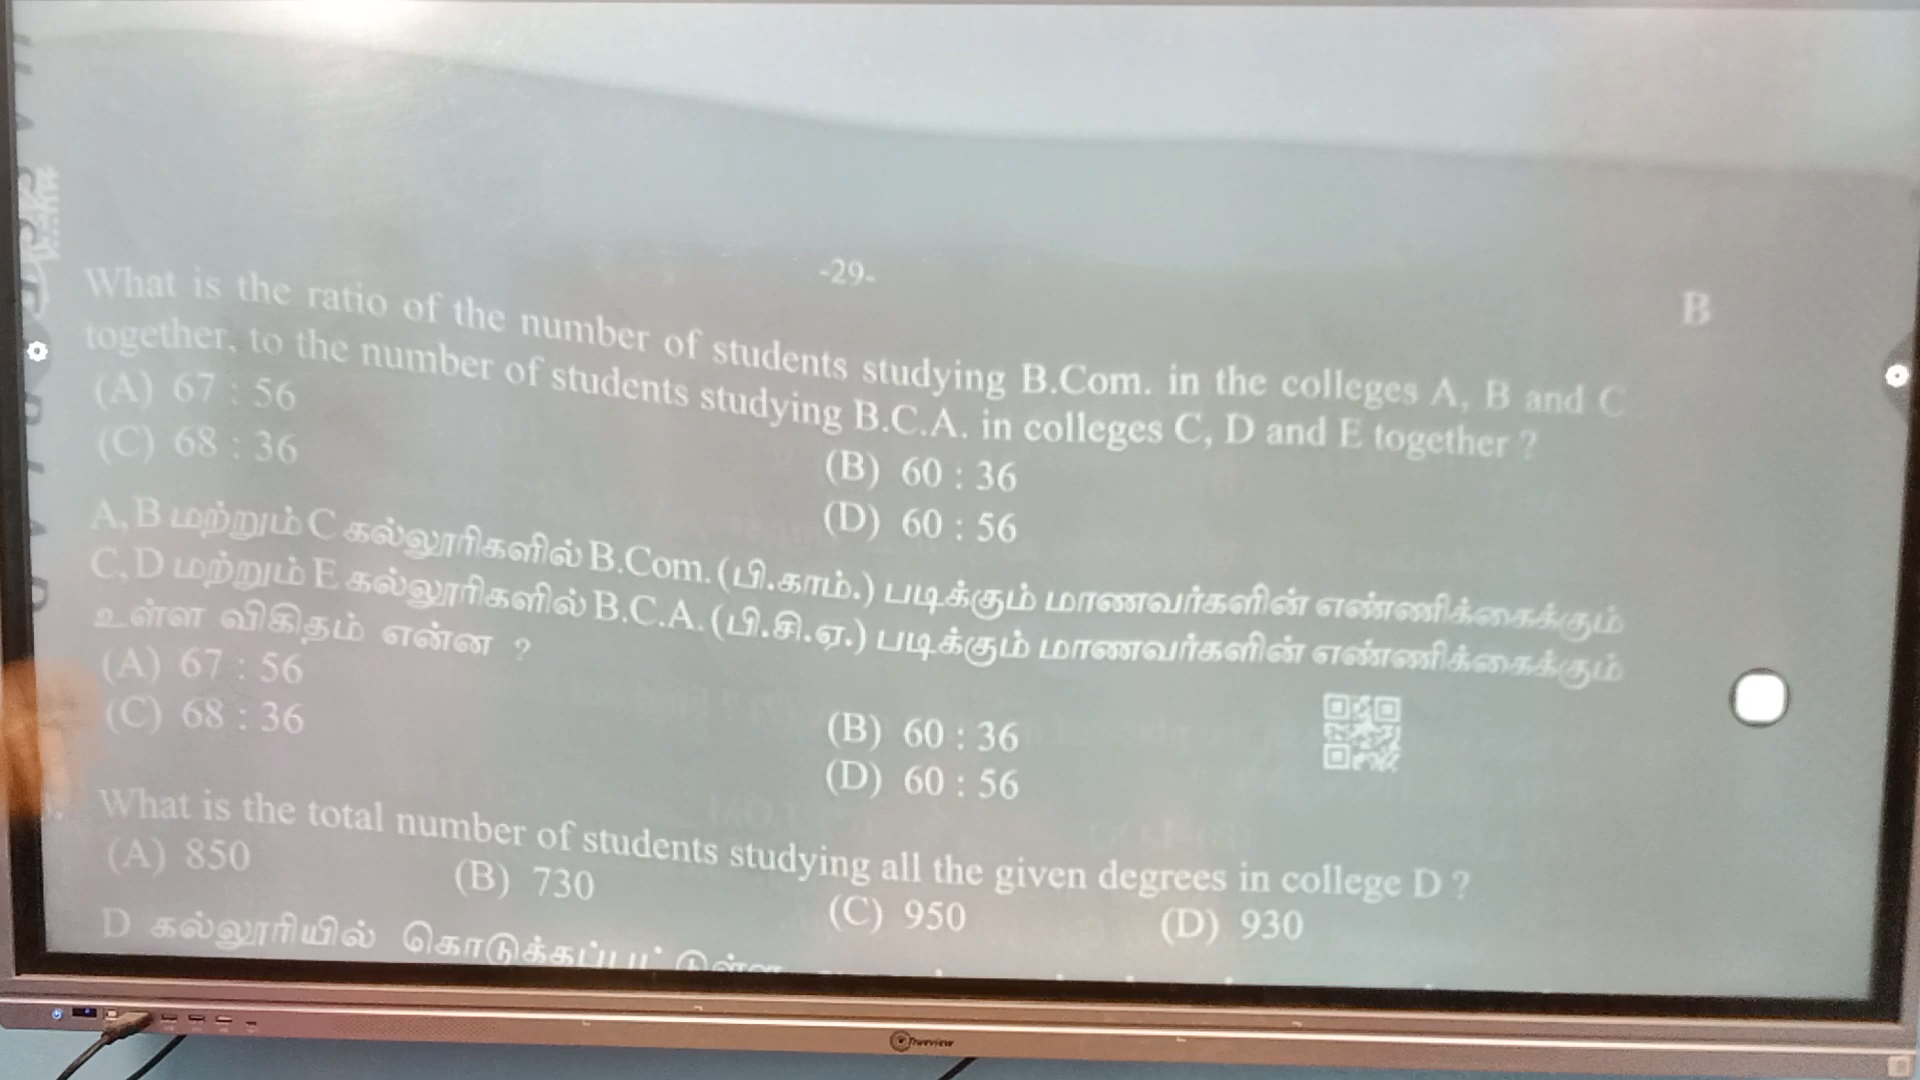 -29-
B
What is the ratio of the number of students studying B.Com. in the colleges A, B and C
together, to the number of students studying B.C.A. in colleges C, D and E together ?
(A) 67 : 56
(B) 60 : 36
(C) 68 : 36
(D) 60 : 56
A, B மற்றும் C கல்லூரிகளில் B.Com. (பி.காம்.) படிக்கும் மாணவர்களின் எண்ணிக்கைக்கும்
C, D மற்றும் E கல்லூரிகளில் B.C.A. (பி.சி.ஏ.) படிக்கும் மாணவர்களின் எண்ணிக்கைக்கும்
உள்ள விகிதம் என்ன ?
(A) 67 : 56
(B) 60 : 36
(C) 68 : 36
(D) 60 : 56
What is the total number of students studying all the given degrees in college D ?
(A) 850
(B) 730
(C) 950
(D) 930
D கல்லூரியில்
Trueview